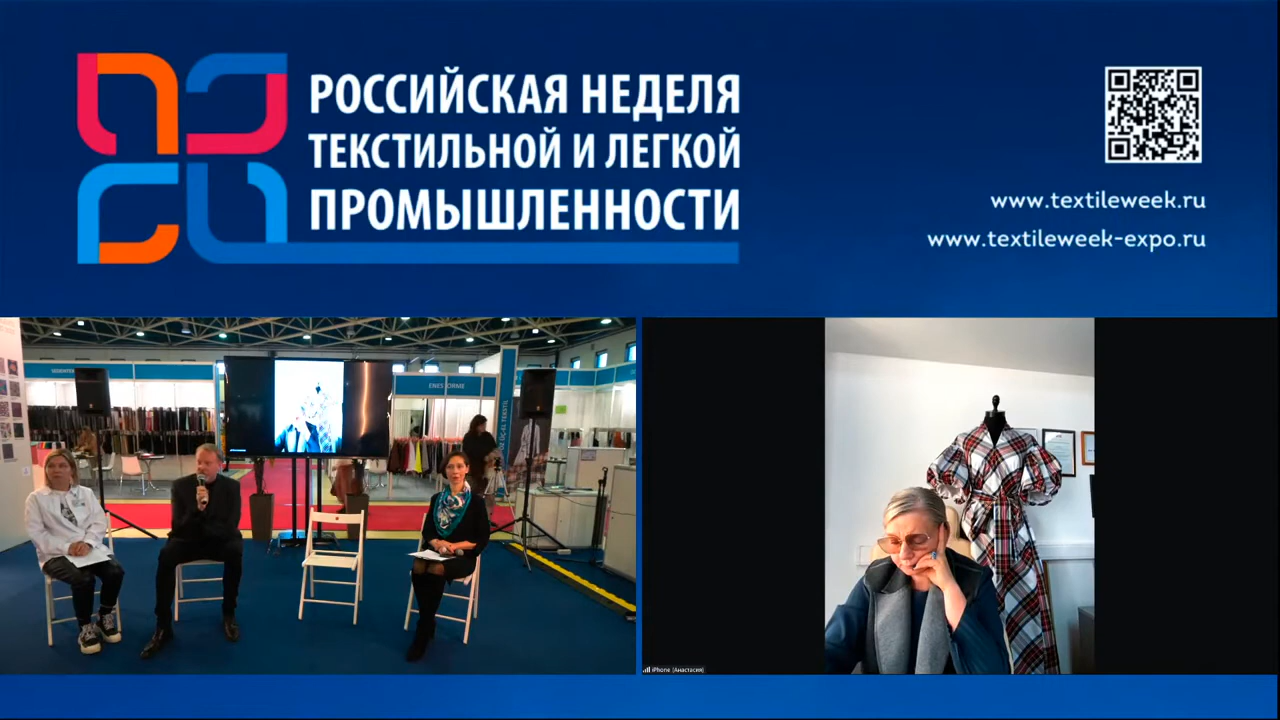 РОССИЙСКАЯ НЕДЕЛЯ
ТЕКСТИЛЬНОЙ И ЛЕГКОЙ
ПРОМЫШЛЕННОСТИ
www.textileweek.ru
www.textileweek-expo.ru
iPhone (Анастасия)